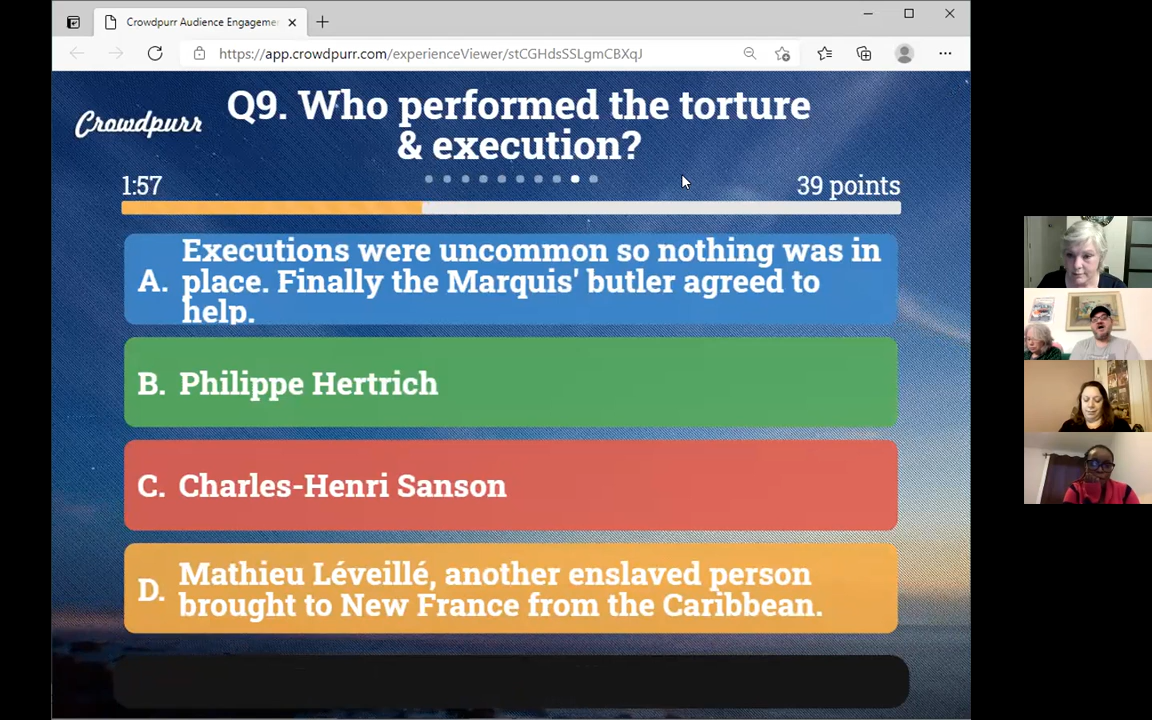 Crowdpurr Audience Engageme
https://app.crowdpurr.com/experienceViewer/stCGHdsSSLgmCBXqJ
Crowdpurr
Q9. Who performed the torture
& execution?
1:57
39 points
A. Executions were uncommon so nothing was in
place. Finally the Marquis' butler agreed to
help.
B. Philippe Hertrich
C. Charles-Henri Sanson
D. Mathieu Léveillé, another enslaved person
brought to New France from the Caribbean.